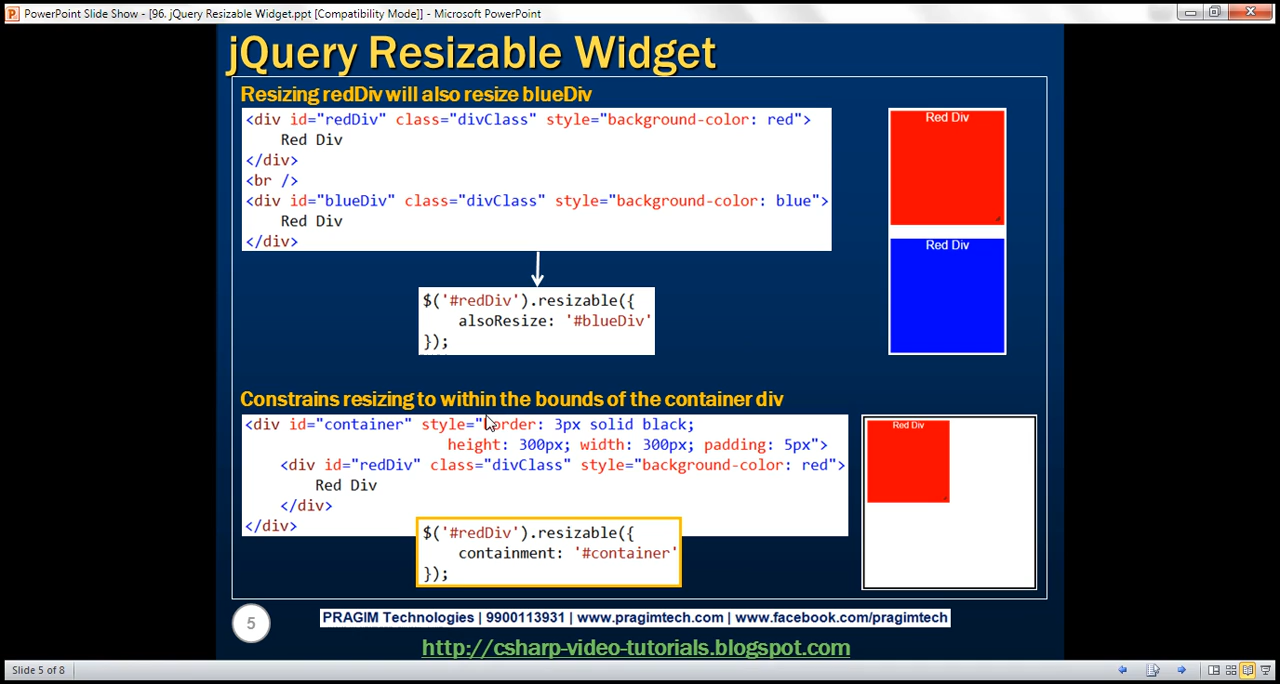 PowerPoint Slide Show - [96. jQuery Resizable Widget.ppt [Compatibility Mode]] - Microsoft PowerPoint
jQuery Resizable Widget
Resizing redDiv will also resize blueDiv
<div id="redDiv" class="divClass" style="background-color: red">
Red Div
</div>
<br />
<div id="blueDiv" class="divClass" style="background-color: blue">
Red Div
</div>
Red Div
Red Div
$('#redDiv').resizable({
alsoResize: '#blueDiv'
});
Constrains resizing to within the bounds of the container div
<div id="container" style="border: 3px solid black;
height: 300px; width: 300px; padding: 5px">
<div id="redDiv" class="divClass" style="background-color: red">
Red Div
</div>
</div>
Red Div
$('#redDiv').resizable({
containment: '#container'
});
5
PRAGIM Technologies | 9900113931 | www.pragimtech.com | www.facebook.com/pragimtech
http://csharp-video-tutorials.blogspot.com
Slide 5 of 8